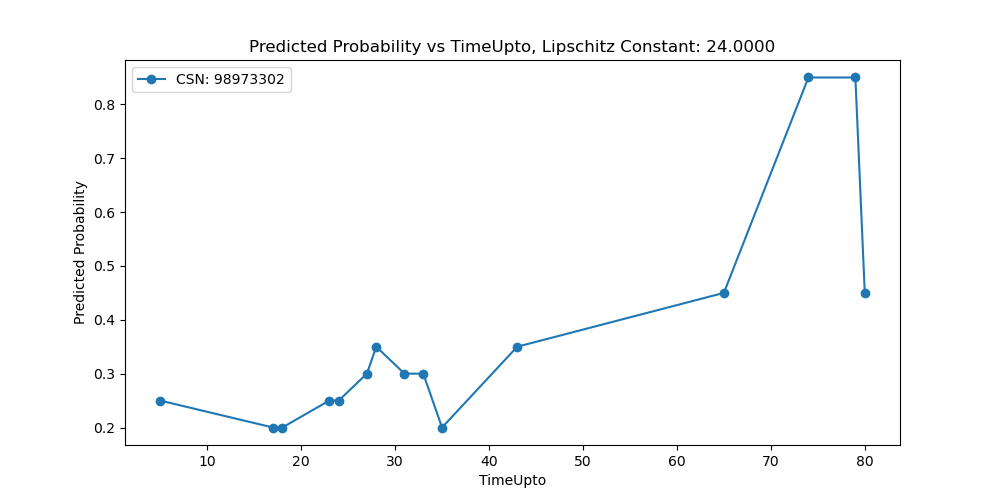 Predicted Probability vs TimeUpto, Lipschitz Constant: 24.0000
CSN: 98973302
Predicted Probability
0.8
0.7
0.6
0.5
0.4
0.3
0.2
10 20 30 40 50 60 70 80
TimeUpto